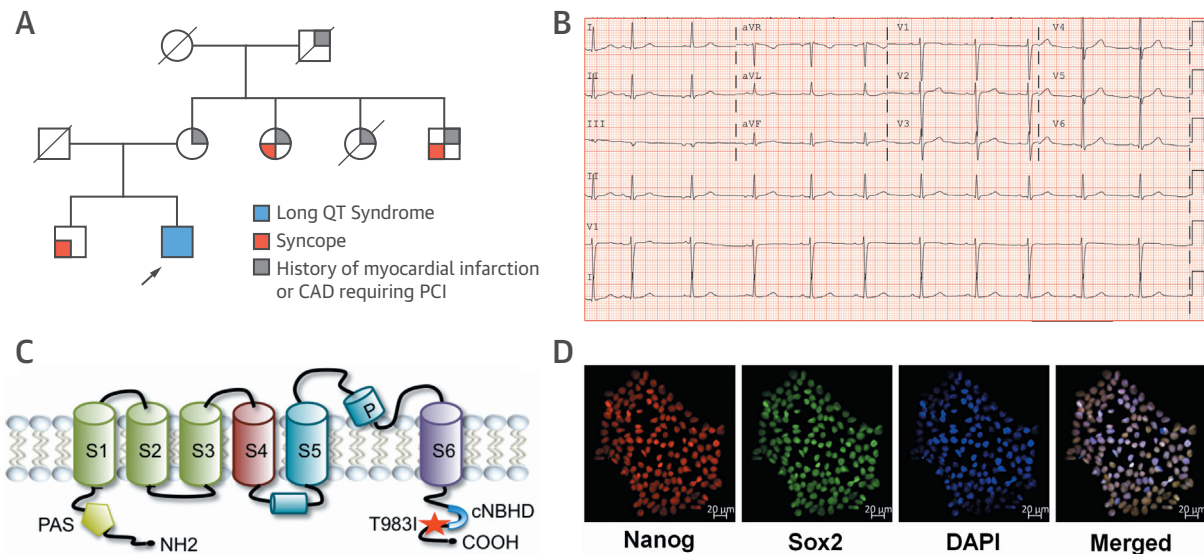 A
Long QT Syndrome
Syncope
History of myocardial infarction
or CAD requiring PCI
B
I
aVR
V1
V4
II
aVL
V2
V5
III
aVF
V3
V6
II
V1
C
S1
S2
S3
S4
S5
P
S6
PAS
NH2
T983I
cNBHD
COOH
D
20 µm
20 µm
20 µm
20 µm
Nanog
Sox2
DAPI
Merged